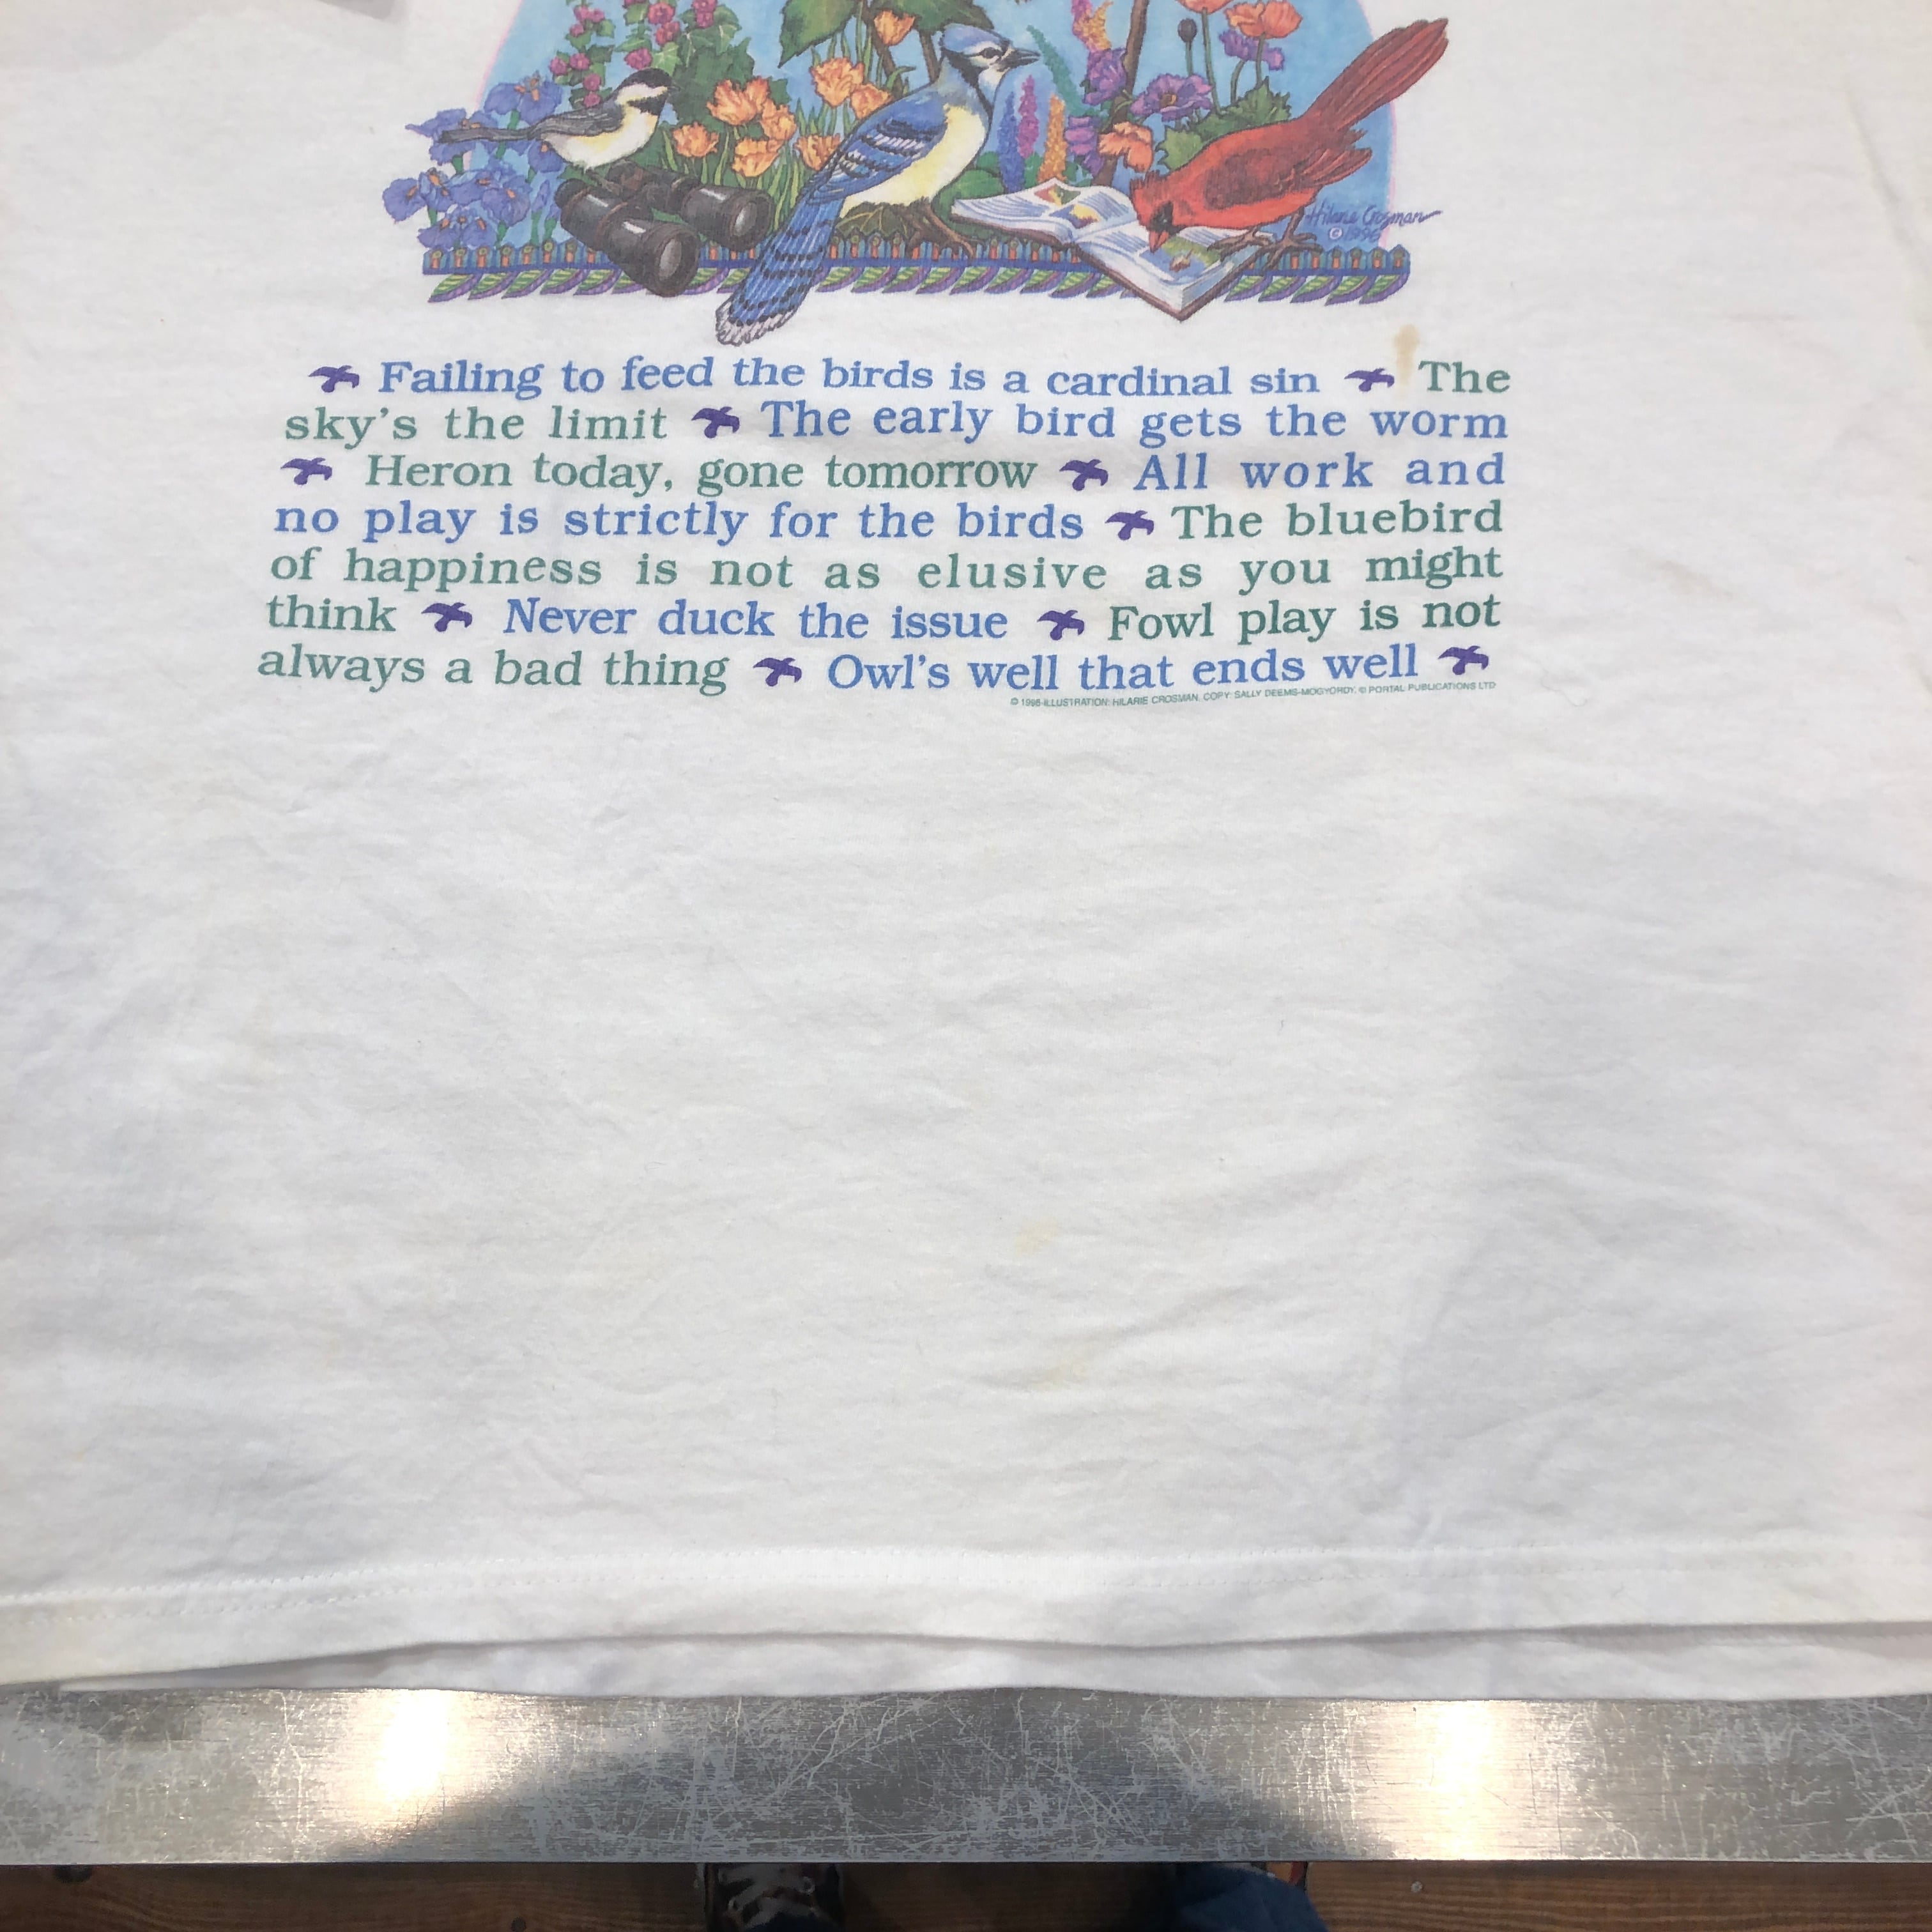 Hilarie Crosman
© 1996
Failing to feed the birds is a cardinal sin The
sky's the limit The early bird gets the worm
Heron today, gone tomorrow All work and
no play is strictly for the birds The bluebird
of happiness is not as elusive as you might
think Never duck the issue Fowl play is not
always a bad thing Owl's well that ends well
© 1996-ILLUSTRATION: HILARIE CROSMAN. COPY: SALLY DEEMS-MOGYORDY. © PORTAL PUBLICATIONS LTD